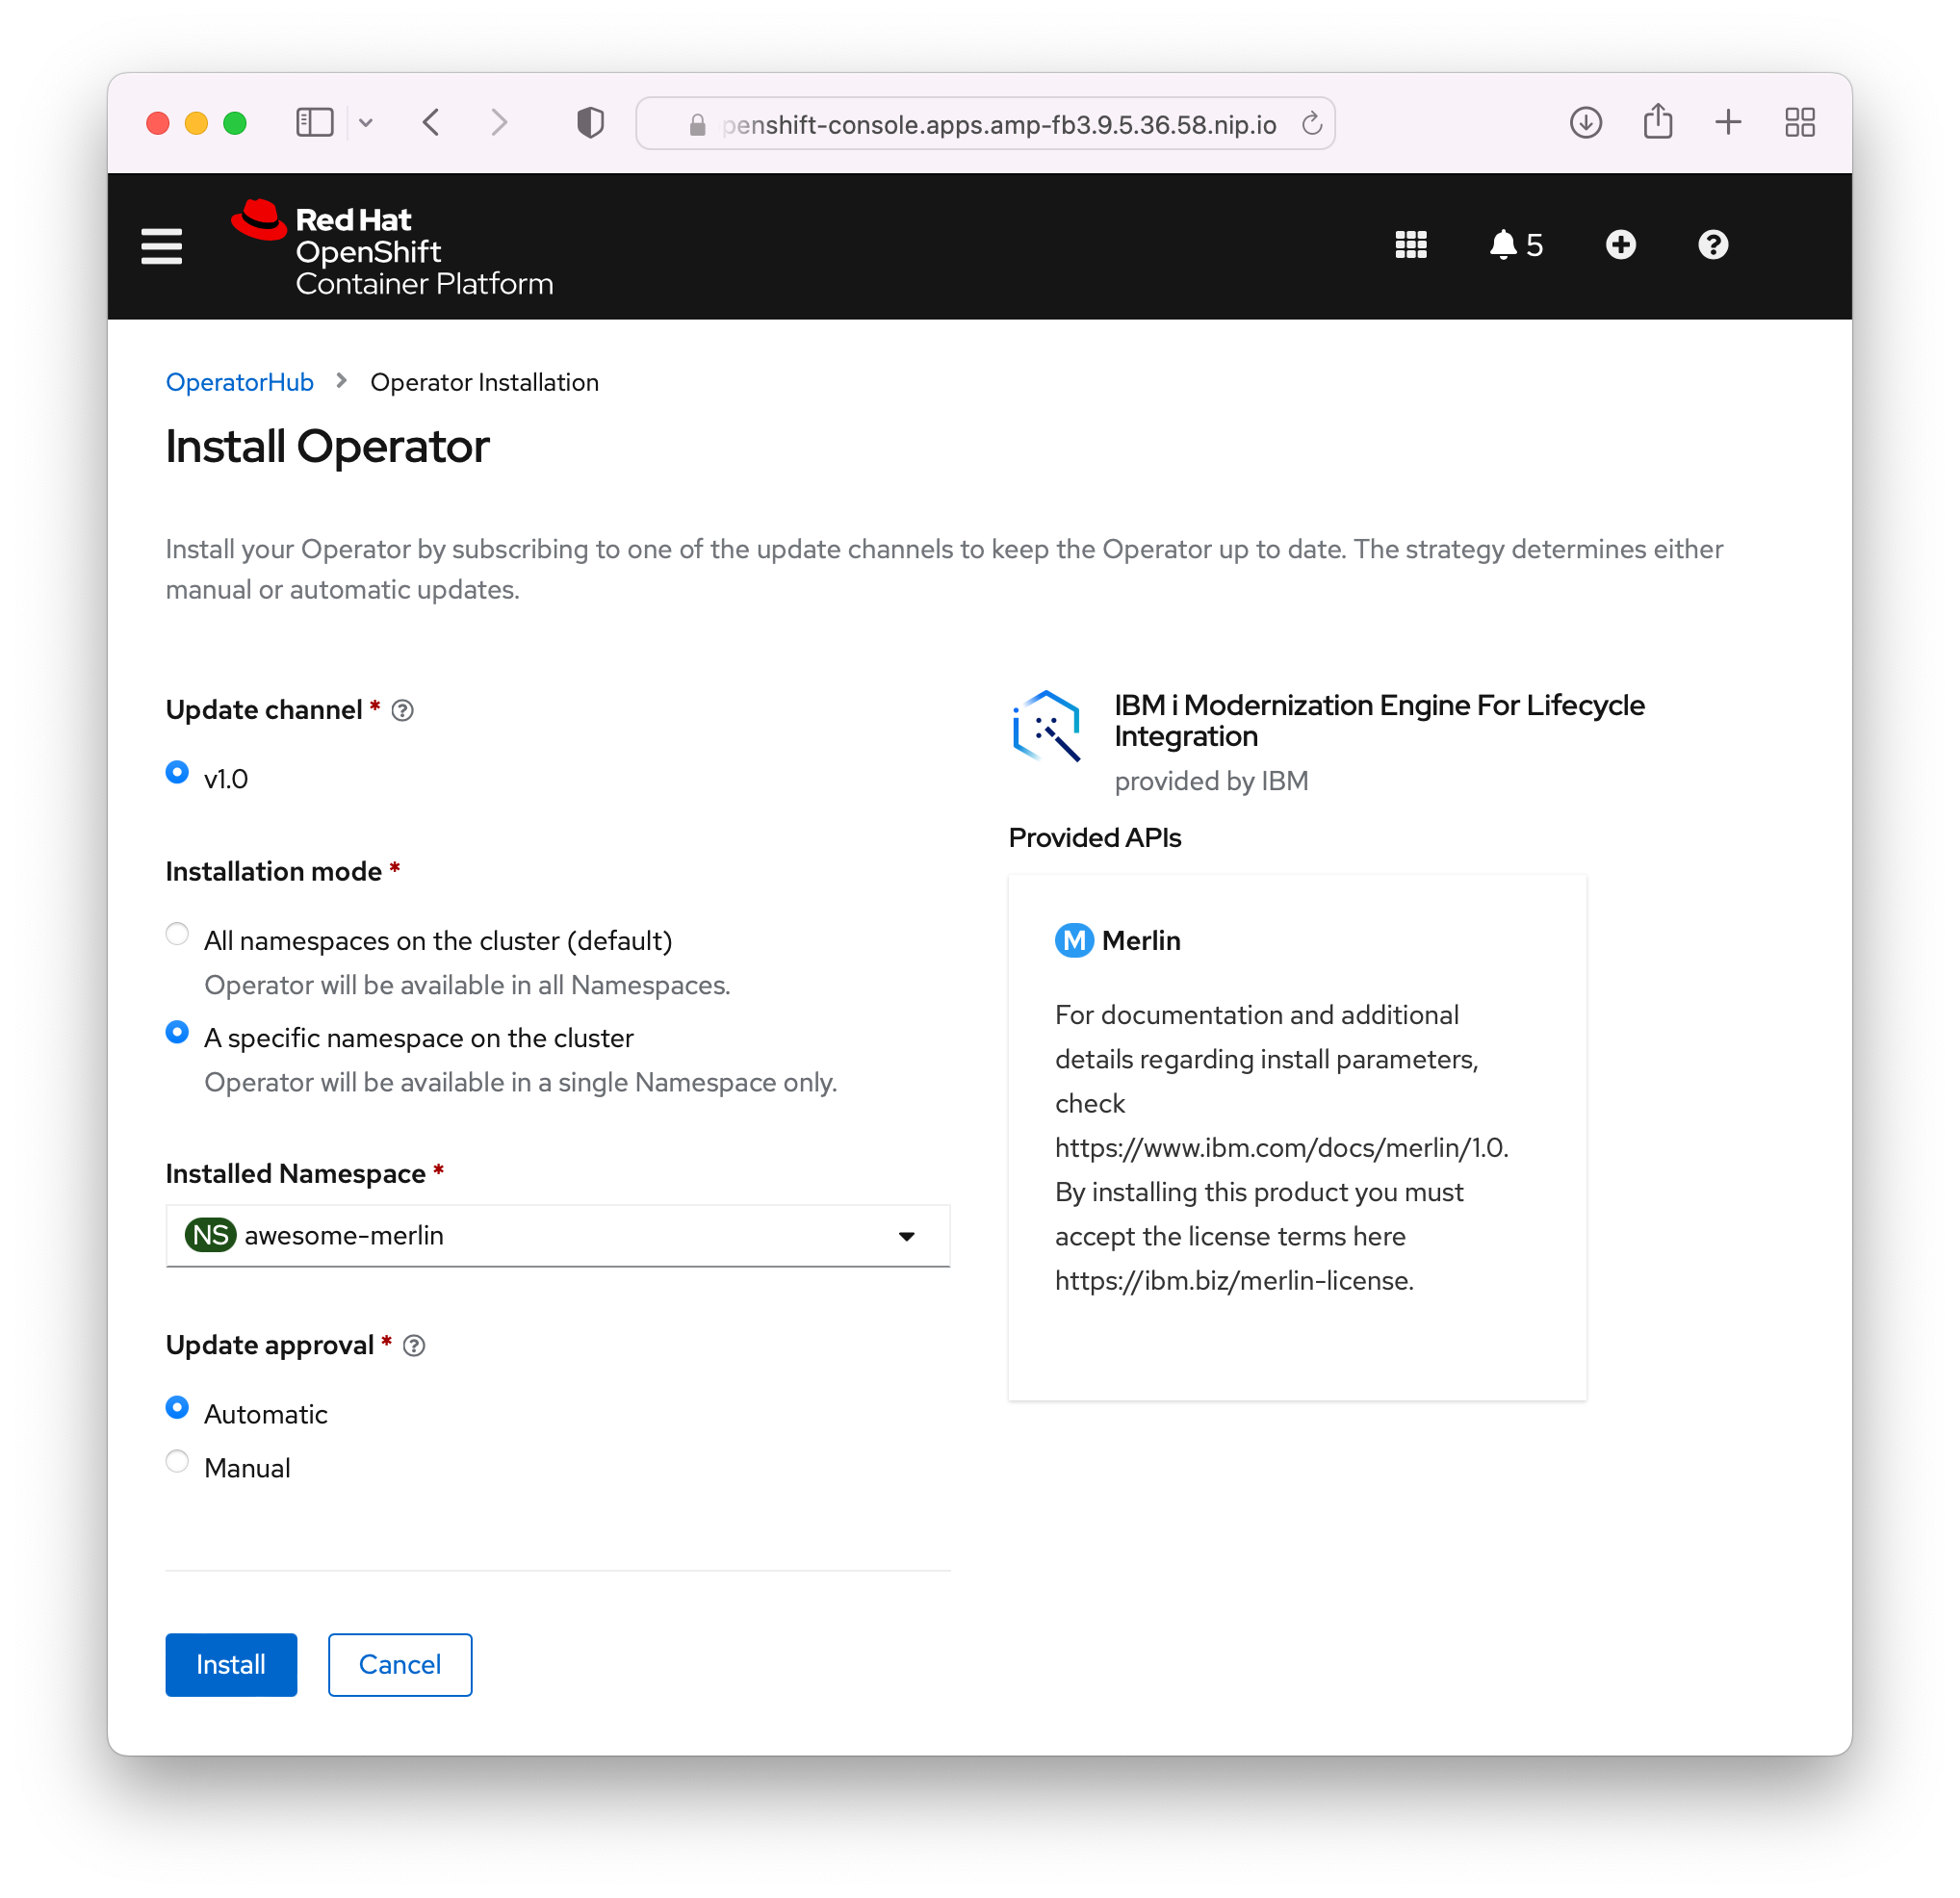 penshift-console.apps.amp-fb3.9.5.36.58.nip.io
Red Hat
OpenShift
Container Platform
5
OperatorHub > Operator Installation
Install Operator
Install your Operator by subscribing to one of the update channels to keep the Operator up to date. The strategy determines either
manual or automatic updates.
Update channel *
v1.0
Installation mode *
All namespaces on the cluster (default)
Operator will be available in all Namespaces.
A specific namespace on the cluster
Operator will be available in a single Namespace only.
Installed Namespace *
NS awesome-merlin
Update approval *
Automatic
Manual
Install Cancel
IBM i Modernization Engine For Lifecycle
Integration
provided by IBM
Provided APIs
M Merlin
For documentation and additional
details regarding install parameters,
check
https://www.ibm.com/docs/merlin/1.0.
By installing this product you must
accept the license terms here
https://ibm.biz/merlin-license.